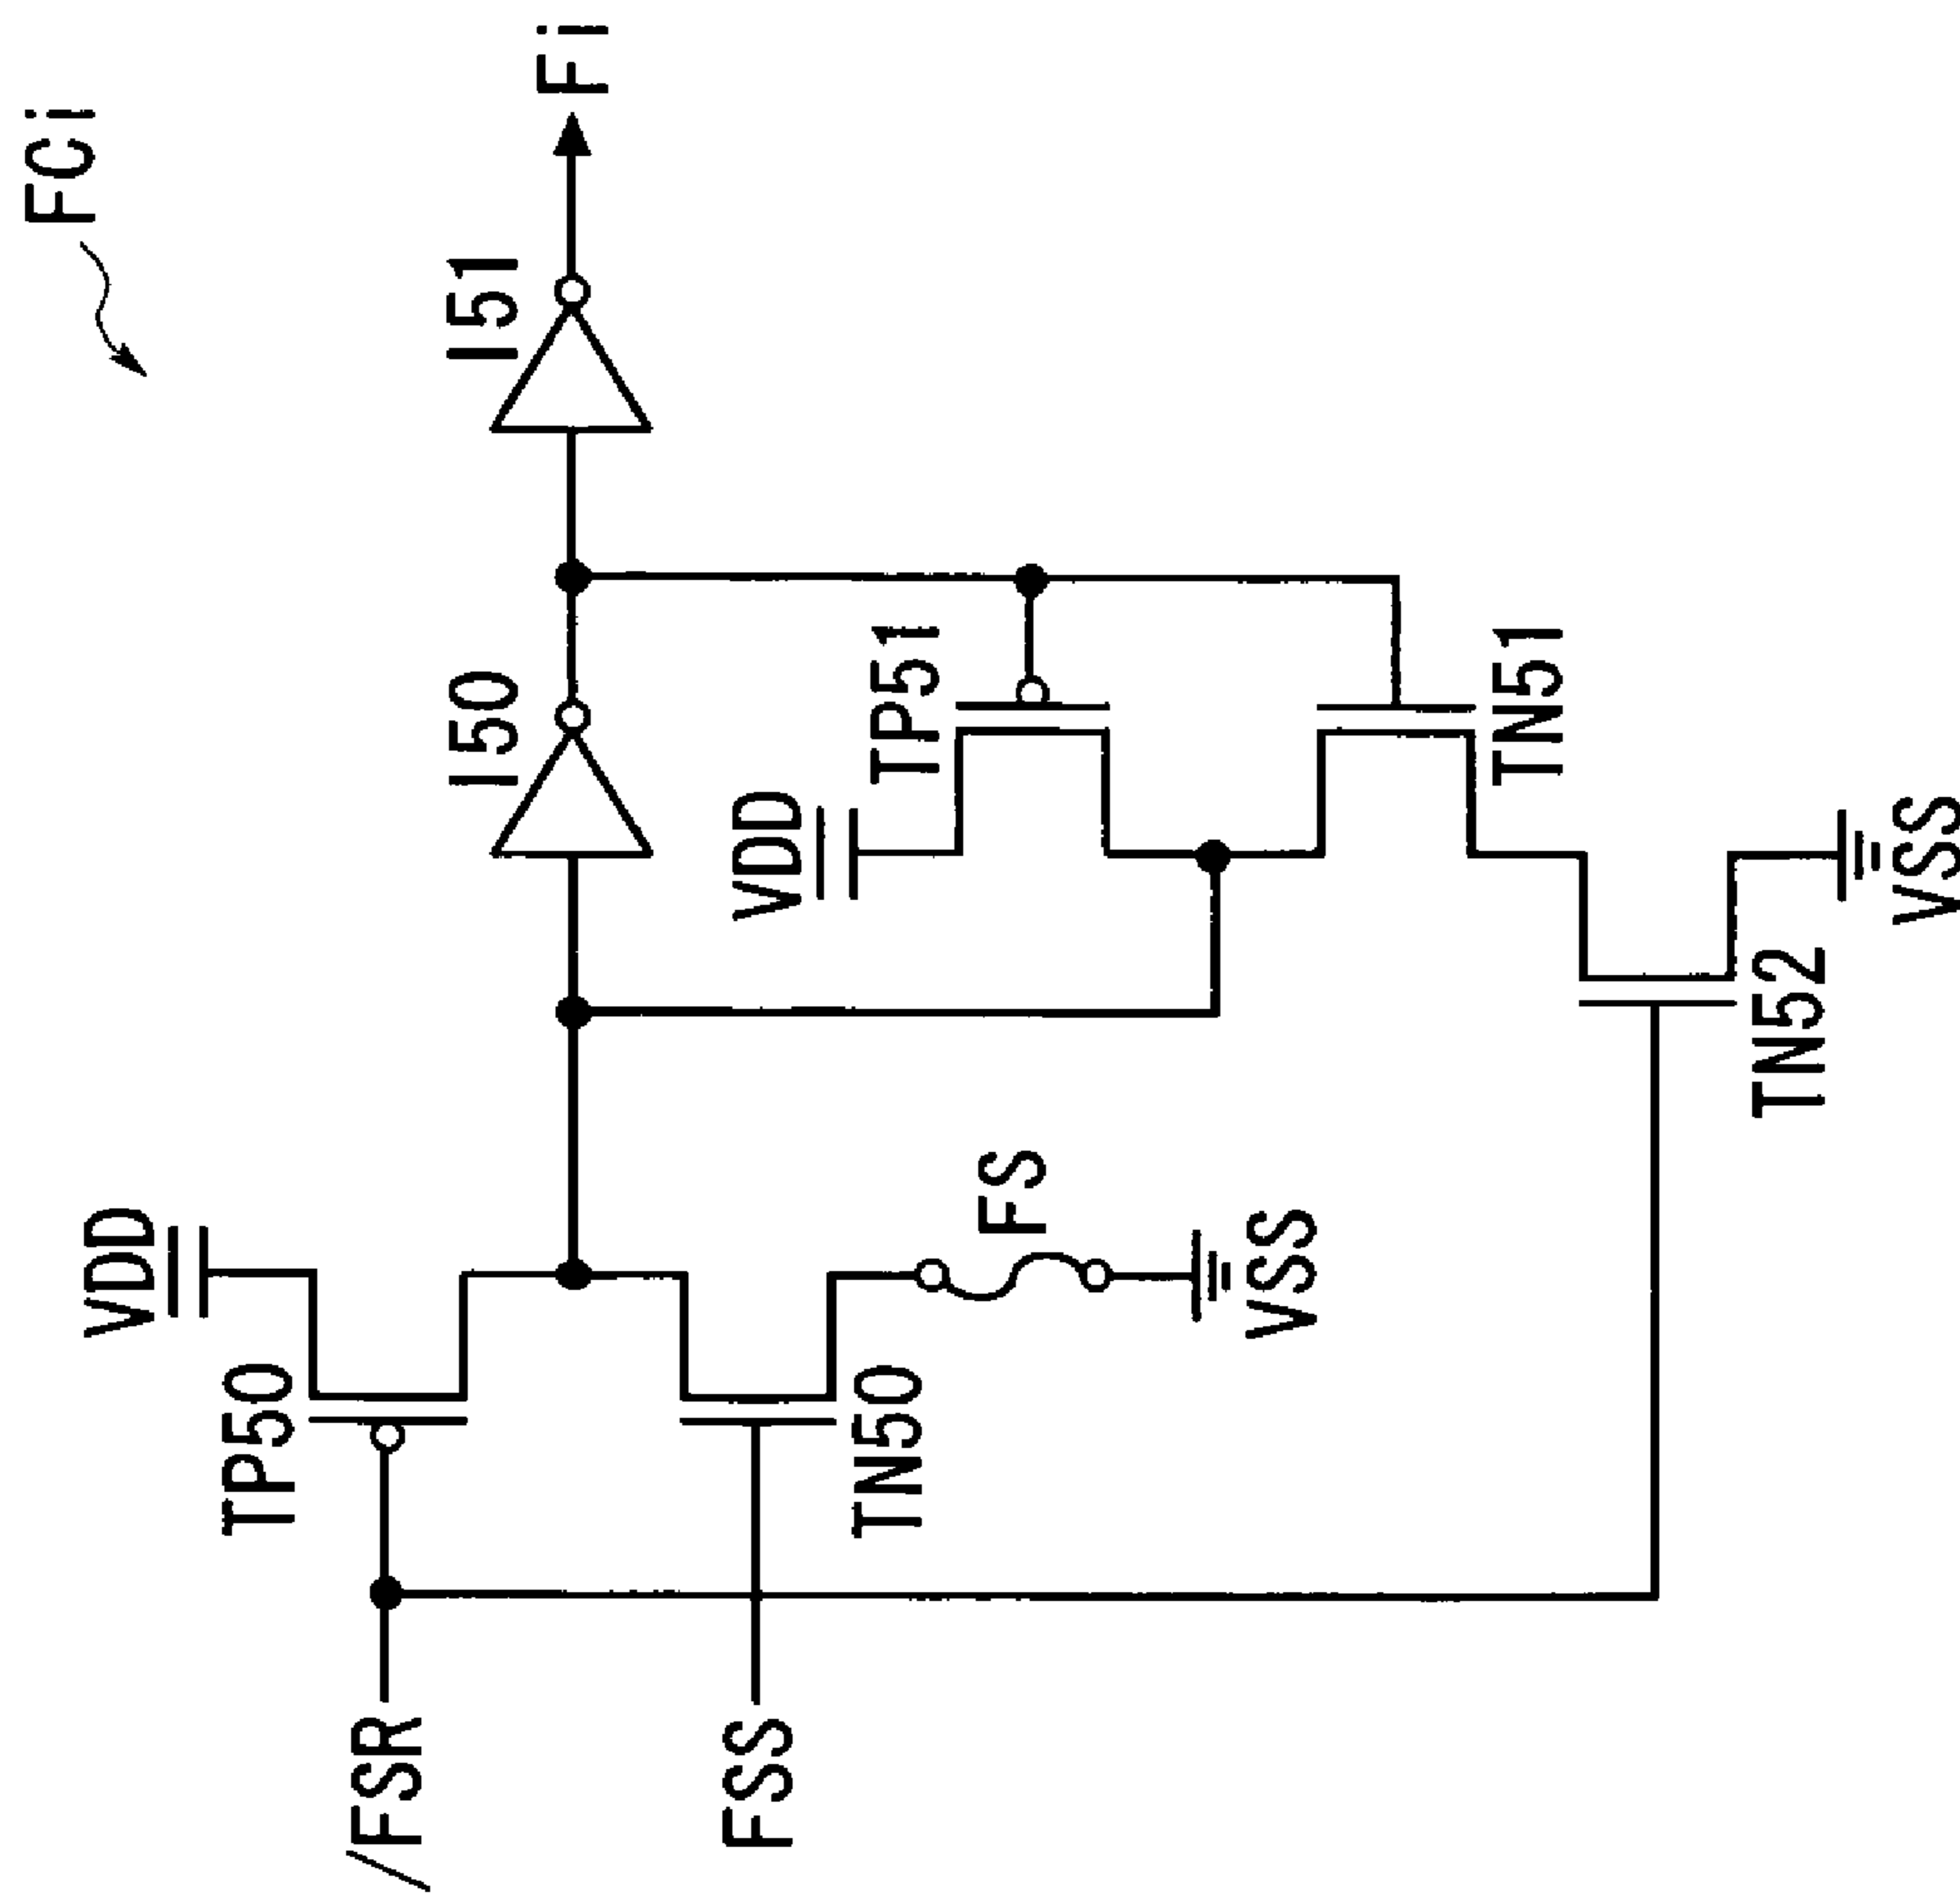 FCi
VDD
TP50
/FSR
FSS
TN50
FS
VSS
I50
I51
Fi
VDD
TP51
TN51
TN52
VSS